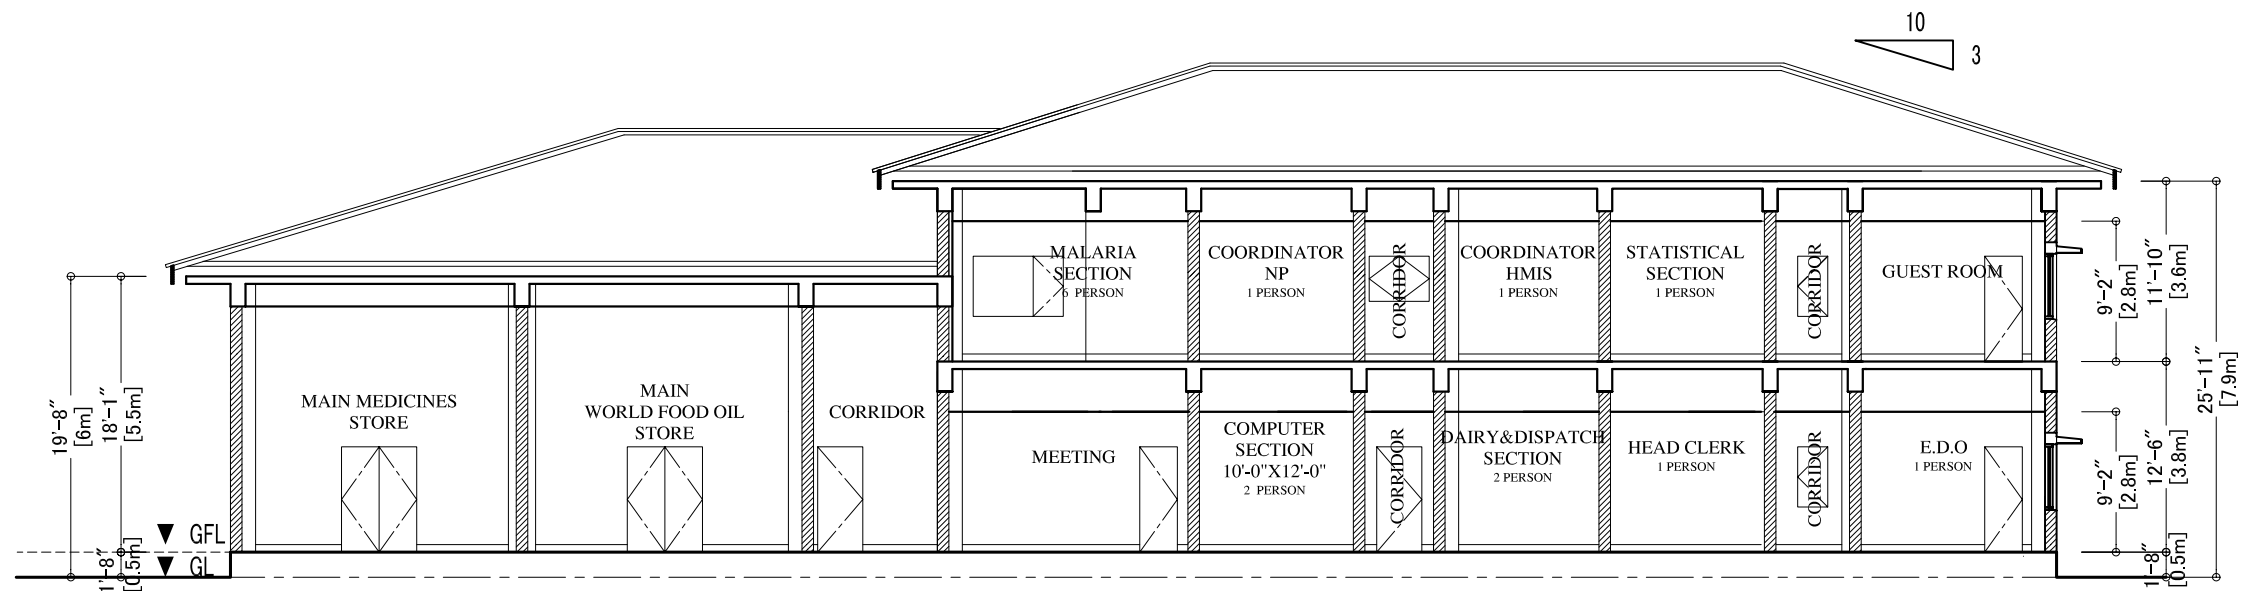 10
3
MALARIA
SECTION
6 PERSON
COORDINATOR
NP
1 PERSON
CORRIDOR
COORDINATOR
HMIS
1 PERSON
STATISTICAL
SECTION
1 PERSON
CORRIDOR
GUEST ROOM
9'-2"
[2.8m]
11'-10"
[3.6m]
25'-11"
[7.9m]
19'-8"
[6m]
18'-1"
[5.5m]
MAIN MEDICINES
STORE
MAIN
WORLD FOOD OIL
STORE
CORRIDOR
MEETING
COMPUTER
SECTION
10'-0"X12'-0"
2 PERSON
CORRIDOR
DAIRY&DISPATCH
SECTION
2 PERSON
HEAD CLERK
1 PERSON
CORRIDOR
E.D.O
1 PERSON
9'-2"
[2.8m]
12'-6"
[3.8m]
GFL
GL
1'-8"
[0.5m]
1'-8"
[0.5m]